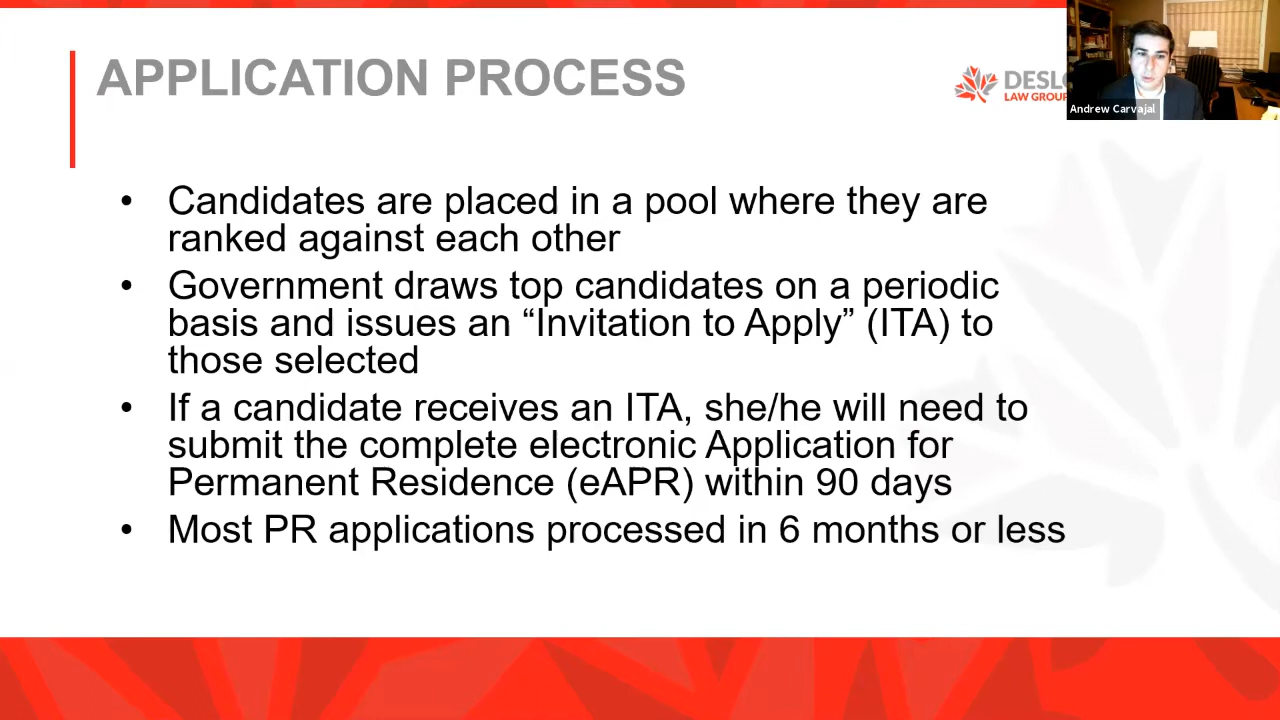 APPLICATION PROCESS
DESLO
LAW GROUP
Andrew Carvajal
• Candidates are placed in a pool where they are
ranked against each other
• Government draws top candidates on a periodic
basis and issues an “Invitation to Apply” (ITA) to
those selected
• If a candidate receives an ITA, she/he will need to
submit the complete electronic Application for
Permanent Residence (eAPR) within 90 days
• Most PR applications processed in 6 months or less